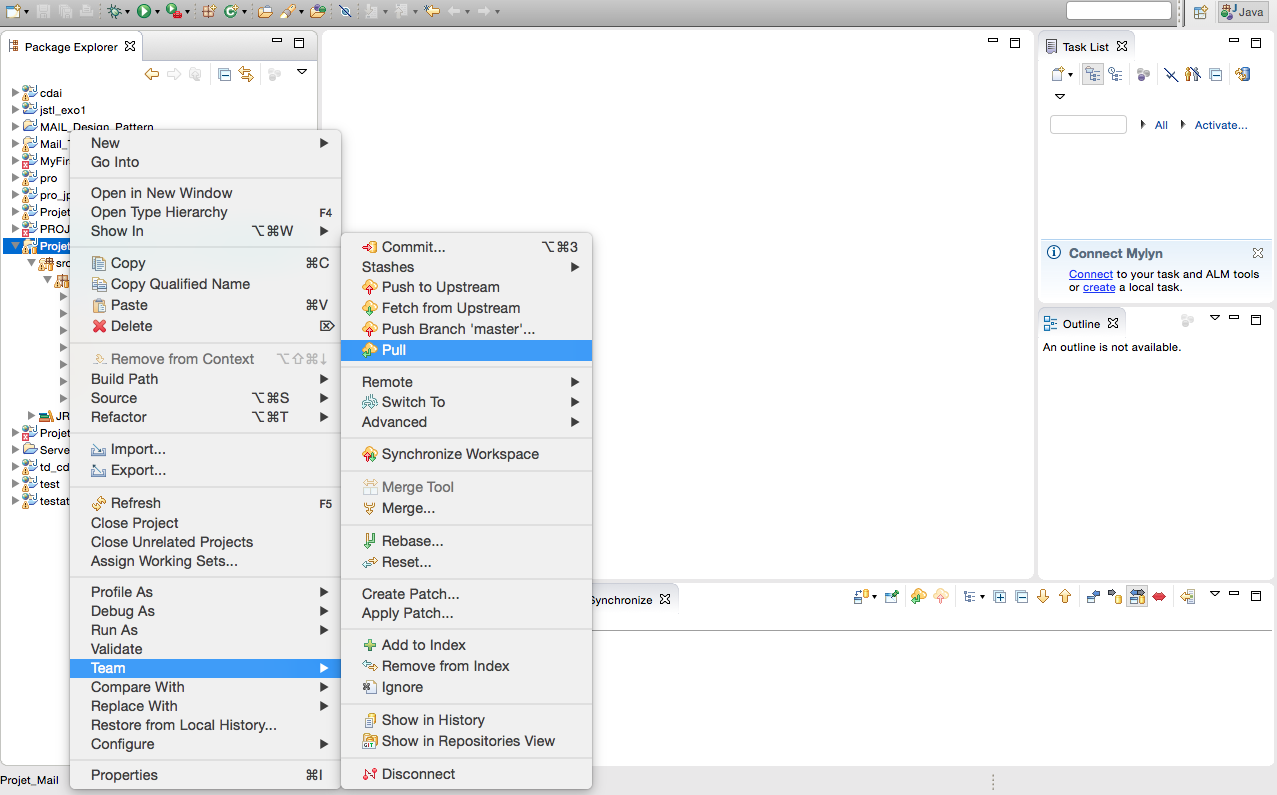 Java
Package Explorer
Task List
cdai
jstl_exo1
MAIL_Design_Pattern
Mail_
MyFir
pro
pro_jp
Projet
PROJ
Projet
src
JR
Projet
Serve
td_cd
test
testat
New
Go Into
Open in New Window
Open Type Hierarchy F4
Show In ⌥⌘W
Copy ⌘C
Copy Qualified Name
Paste ⌘V
Delete ⌦
Remove from Context ⌥⇧⌘↓
Build Path
Source ⌥⌘S
Refactor ⌥⌘T
Import...
Export...
Refresh F5
Close Project
Close Unrelated Projects
Assign Working Sets...
Profile As
Debug As
Run As
Validate
Team
Compare With
Replace With
Restore from Local History...
Configure
Properties ⌘I
Commit... ⌥⌘3
Stashes
Push to Upstream
Fetch from Upstream
Push Branch 'master'...
Pull
Remote
Switch To
Advanced
Synchronize Workspace
Merge Tool
Merge...
Rebase...
Reset...
Create Patch...
Apply Patch...
Add to Index
Remove from Index
Ignore
Show in History
GIT Show in Repositories View
Disconnect
All Activate...
Connect Mylyn
Connect to your task and ALM tools
or create a local task.
Outline
An outline is not available.
Synchronize
Projet_Mail